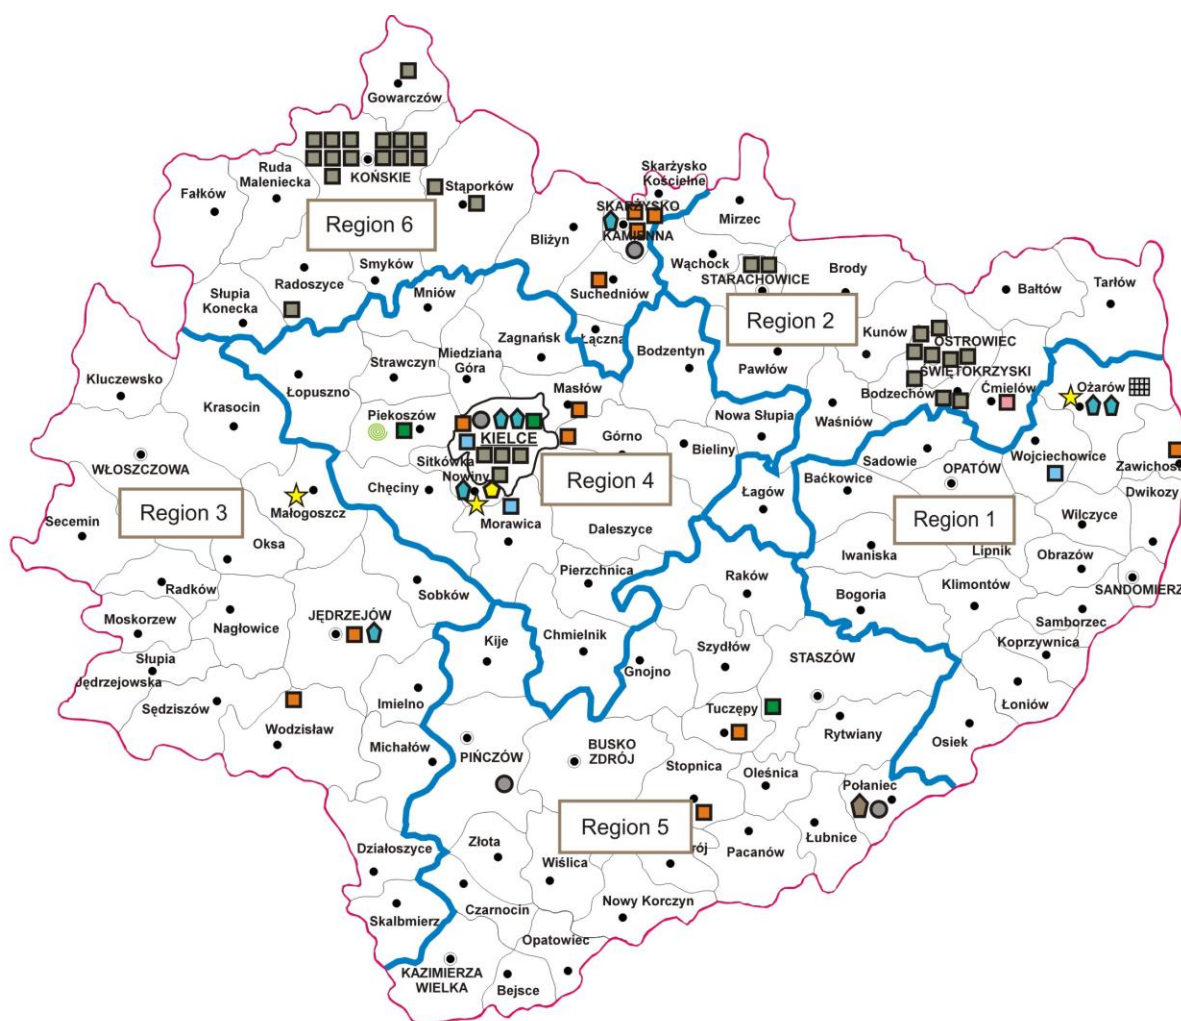 Gowarczów
KOŃSKIE
Ruda
Maleniecka
Fałków
Stąporków
Region 6
Skarżysko
Kościelne
SKARŻYSKO
KAMIENNA
Mirzec
Bliżyn
Smyków
Radoszyce
Słupia
Konecka
Mniów
Suchedniów
Wąchock
STARACHOWICE
Brody
Bałtów
Tarłów
Region 2
Zagnańsk
Łączna
Bodzentyn
Kunów
OSTROWIEC
ŚWIĘTOKRZYSKI
Pawłów
Strawczyn
Miedziana
Góra
Kluczewsko
Łopuszno
Masłów
Bodzechów
Ćmielów
Ożarów
Krasocin
Piekoszów
KIELCE
Górno
Nowa Słupia
Waśniów
Bieliny
Sadowie
OPATÓW
Wojciechowice
Zawichost
WŁOSZCZOWA
Sitkówka
Nowiny
Region 4
Baćkowice
Dwikozy
Chęciny
Łagów
Region 3
Małogoszcz
Region 1
Wilczyce
Secemin
Morawica
Daleszyce
Oksa
Iwaniska
Lipnik
Obrazów
Pierzchnica
Raków
Klimontów
SANDOMIERZ
Radków
Sobków
Bogoria
Moskorzew
Nagłowice
JĘDRZEJÓW
Samborzec
Kije
Chmielnik
Koprzywnica
Słupia
Jędrzejowska
Gnojno
Szydłów
STASZÓW
Sędziszów
Imielno
Łoniów
Tuczępy
Wodzisław
Rytwiany
Osiek
Michałów
PIŃCZÓW
BUSKO
ZDRÓJ
Stopnica
Oleśnica
Połaniec
Region 5
Łubnice
Działoszyce
Złota
Wiślica
rój
Pacanów
Skalbmierz
Czarnocin
Nowy Korczyn
Opatowiec
KAZIMIERZA
WIELKA
Bejsce